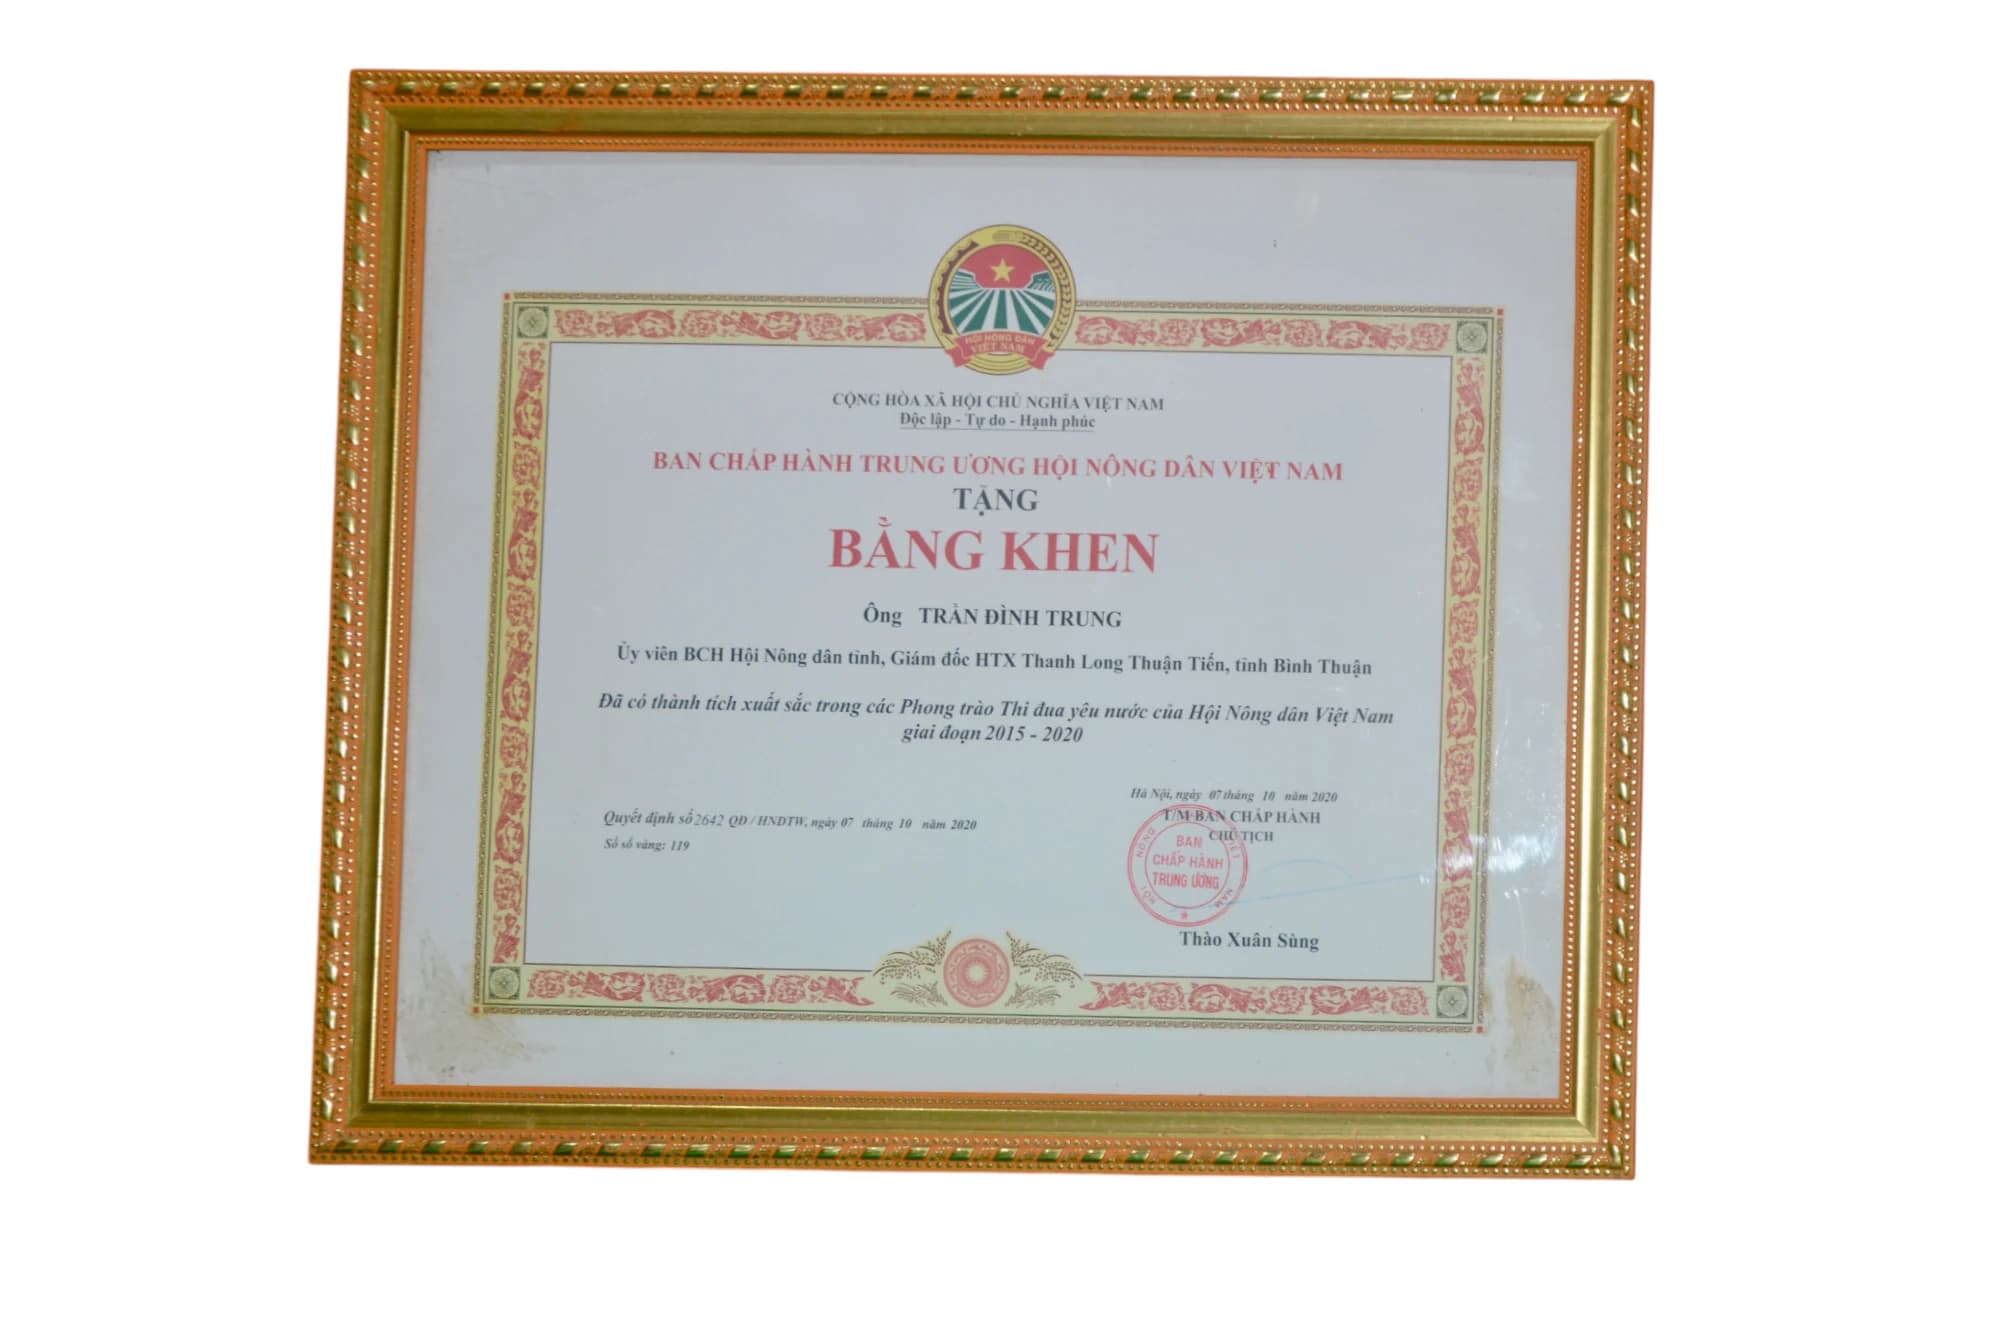 HỘI NÔNG DÂN
VIỆT NAM
CỘNG HÒA XÃ HỘI CHỦ NGHĨA VIỆT NAM
Độc lập - Tự do - Hạnh phúc
BAN CHẤP HÀNH TRUNG ƯƠNG HỘI NÔNG DÂN VIỆT NAM
TẶNG
BẰNG KHEN
Ông TRẦN ĐÌNH TRUNG
Ủy viên BCH Hội Nông dân tỉnh, Giám đốc HTX Thanh Long Thuận Tiến, tỉnh Bình Thuận
Đã có thành tích xuất sắc trong các Phong trào Thi đua yêu nước của Hội Nông dân Việt Nam
giai đoạn 2015 - 2020
Quyết định số 2642 QĐ / HNDTW, ngày 07 tháng 10 năm 2020
Số sổ vàng: 119
Hà Nội, ngày 07 tháng 10 năm 2020
T/M BAN CHẤP HÀNH
CHỦ TỊCH
HỘI NÔNG DÂN VIỆT NAM
BAN
CHẤP HÀNH
TRUNG ƯƠNG
Thào Xuân Sùng